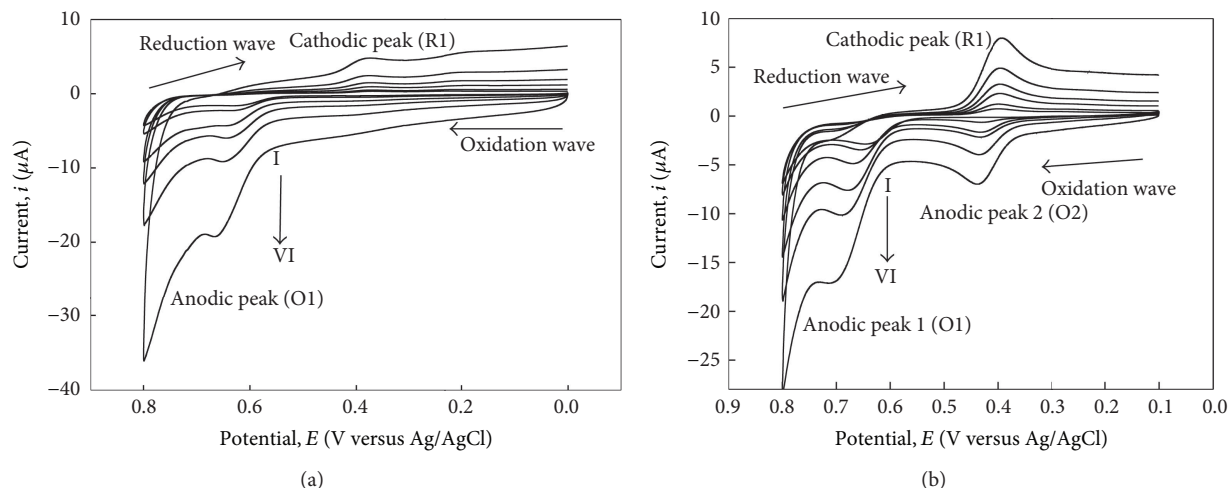 10
0
−10
−20
−30
−40
Current, i (μA)
Reduction wave
Cathodic peak (R1)
Oxidation wave
I
VI
Anodic peak (O1)
0.8 0.6 0.4 0.2 0.0
Potential, E (V versus Ag/AgCl)
(a)
10
5
0
−5
−10
−15
−20
−25
Current, i (μA)
Cathodic peak (R1)
Reduction wave
Oxidation wave
I
Anodic peak 2 (O2)
VI
Anodic peak 1 (O1)
0.9 0.8 0.7 0.6 0.5 0.4 0.3 0.2 0.1 0.0
Potential, E (V versus Ag/AgCl)
(b)